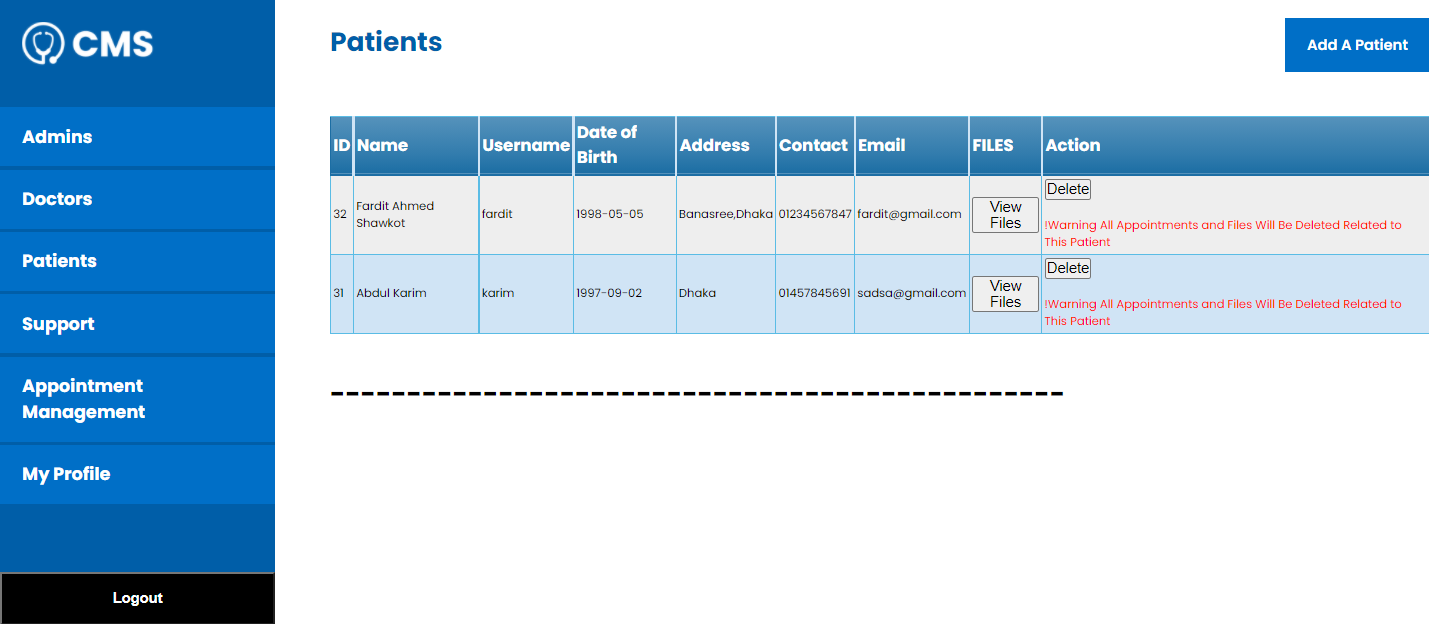 CMS
Admins
Doctors
Patients
Support
Appointment
Management
My Profile
Logout
Patients
Add A Patient
ID Name Username Date of Birth Address Contact Email FILES Action
32 Fardit Ahmed Shawkot fardit 1998-05-05 Banasree,Dhaka 01234567847 fardit@gmail.com View Files Delete
!Warning All Appointments and Files Will Be Deleted Related to
This Patient
31 Abdul Karim karim 1997-09-02 Dhaka 01457845691 sadsa@gmail.com View Files Delete
!Warning All Appointments and Files Will Be Deleted Related to
This Patient
------------------------------------------------